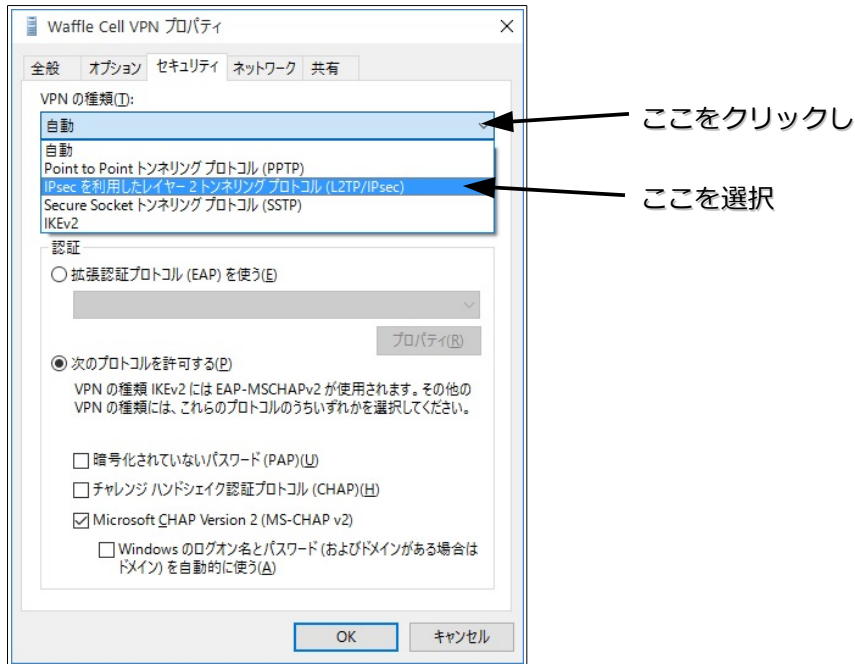 Waffle Cell VPN プロパティ
全般 オプション セキュリティ ネットワーク 共有
VPN の種類(T):
自動
ここをクリックし
自動
Point to Point トンネリング プロトコル (PPTP)
IPsec を利用したレイヤー 2 トンネリング プロトコル (L2TP/IPsec)
ここを選択
Secure Socket トンネリング プロトコル (SSTP)
IKEv2
認証
拡張認証プロトコル (EAP) を使う(E)
プロパティ(R)
次のプロトコルを許可する(P)
VPN の種類 IKEv2 には EAP-MSCHAPv2 が使用されます。その他の
VPN の種類には、これらのプロトコルのうちいずれかを選択してください。
暗号化されていないパスワード (PAP)(U)
チャレンジ ハンドシェイク認証プロトコル (CHAP)(H)
Microsoft CHAP Version 2 (MS-CHAP v2)
Windows のログオン名とパスワード (およびドメインがある場合は
ドメイン) を自動的に使う(A)
OK キャンセル